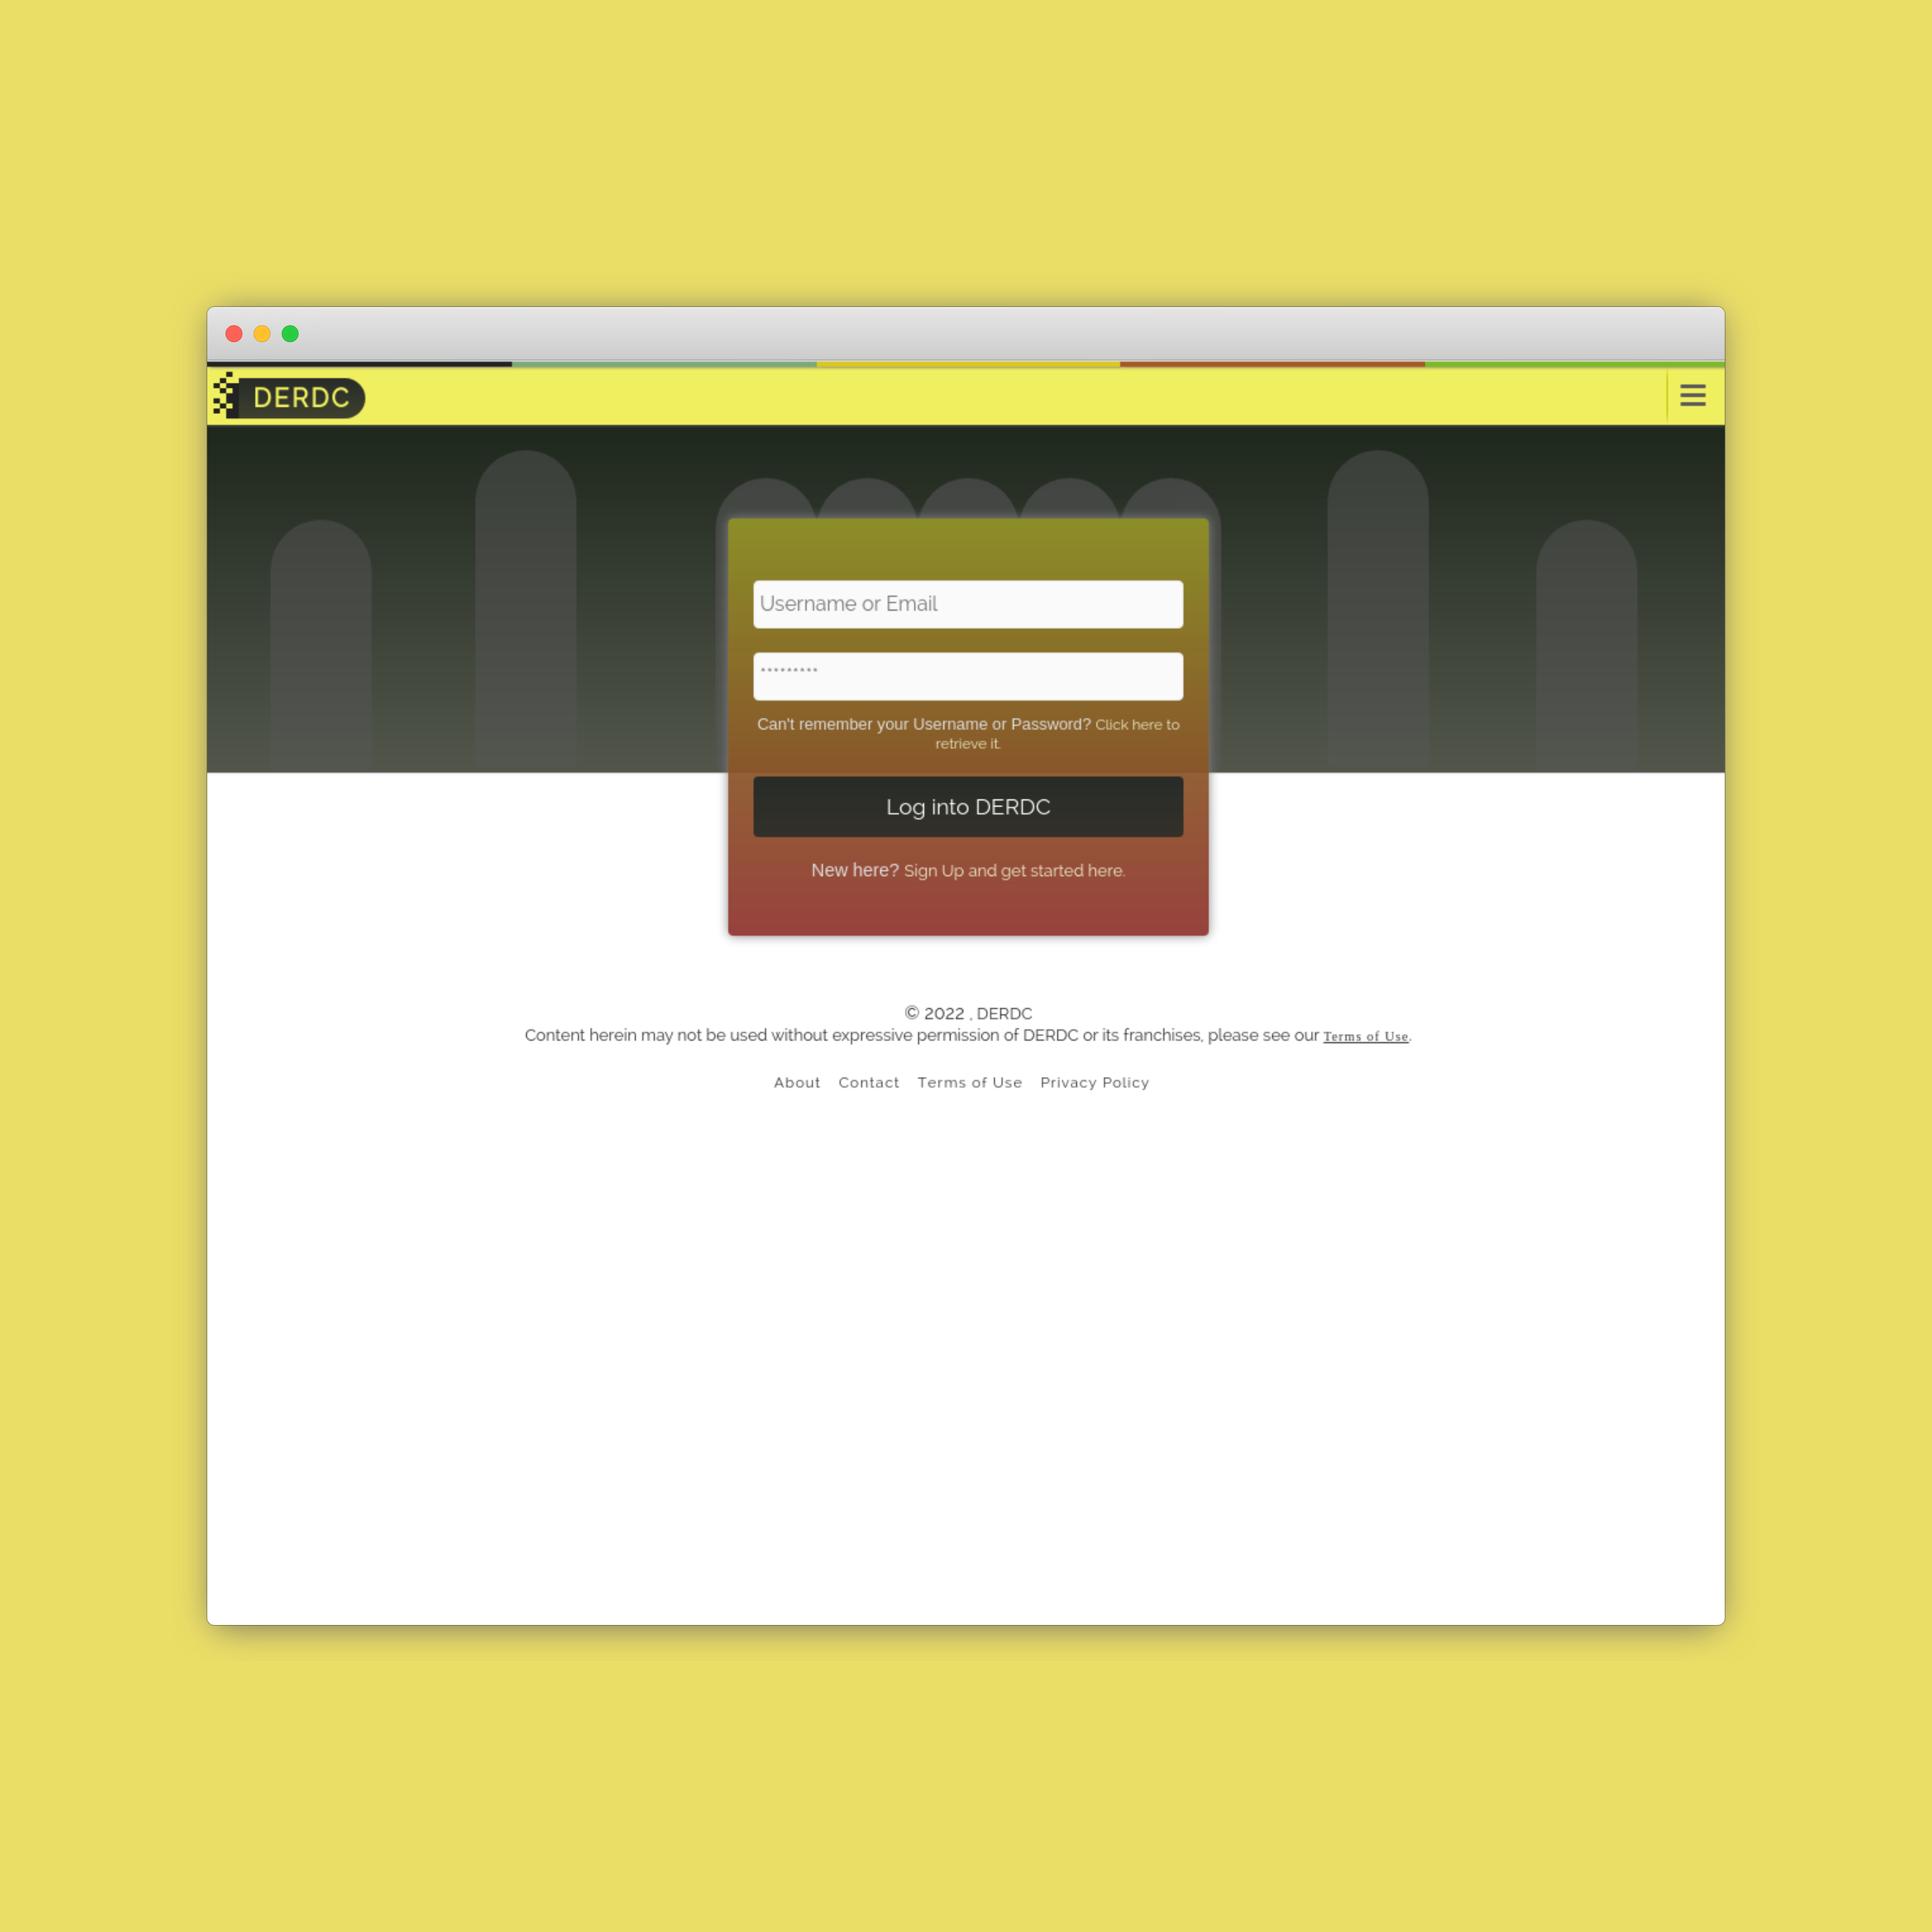 DERDC
Username or Email
*********
Can't remember your Username or Password? Click here to
retrieve it.
Log into DERDC
New here? Sign Up and get started here.
© 2022 , DERDC
Content herein may not be used without expressive permission of DERDC or its franchises, please see our Terms of Use.
About Contact Terms of Use Privacy Policy